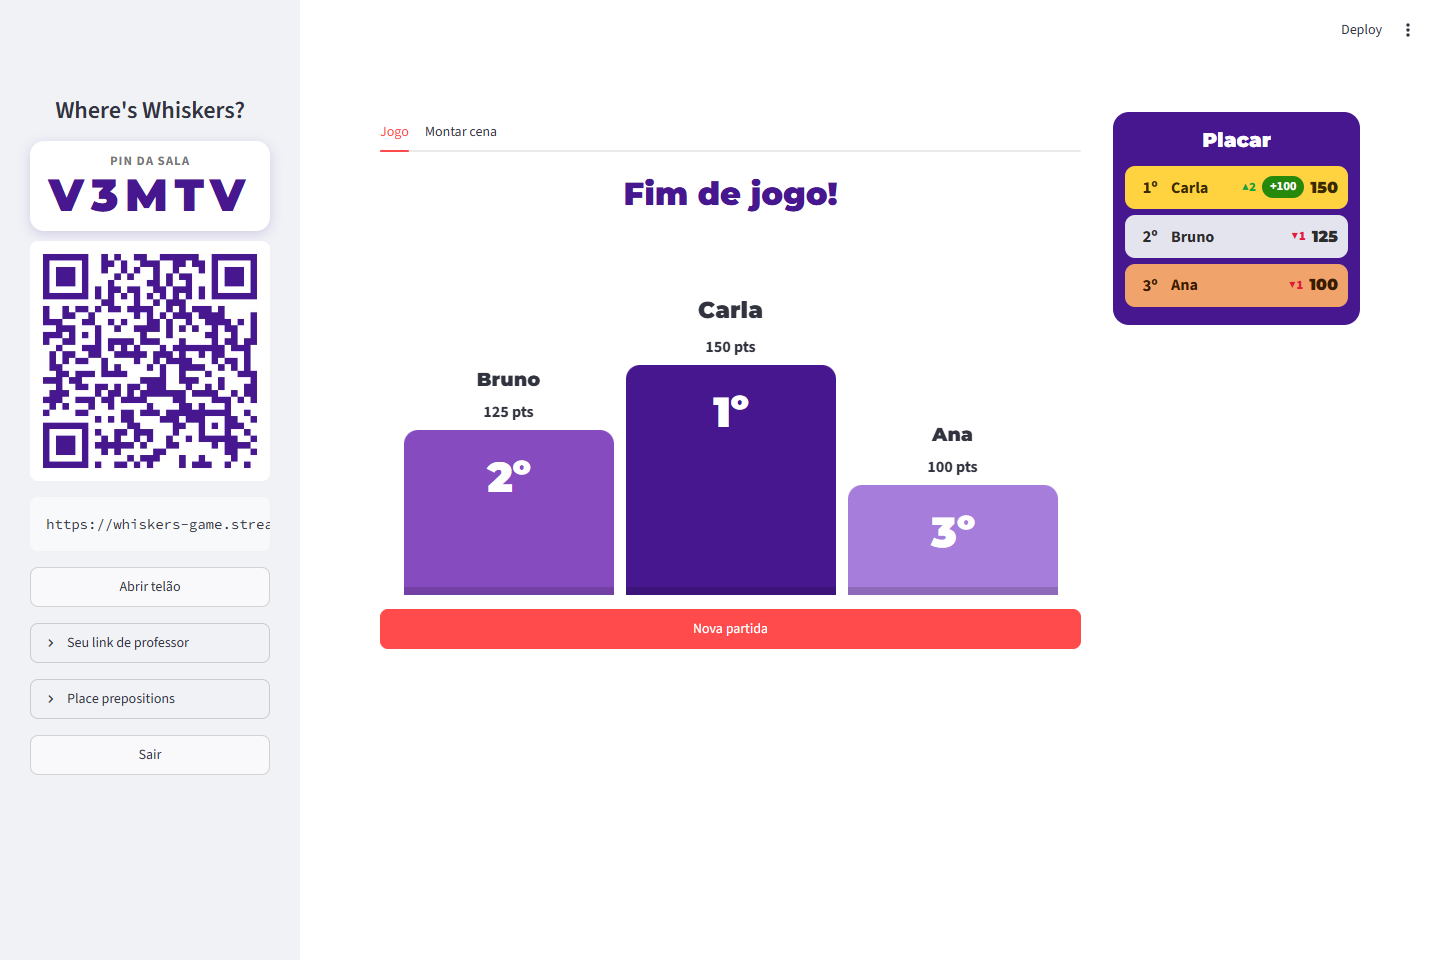 Deploy
Where's Whiskers?
PIN DA SALA
V3MTV
https://whiskers-game.strea
Abrir telão
Seu link de professor
Place prepositions
Sair
Jogo
Montar cena
Fim de jogo!
Carla
150 pts
1º
Bruno
125 pts
2º
Ana
100 pts
3º
Nova partida
Placar
1º Carla ▲2 +100 150
2º Bruno ▼1 125
3º Ana ▼1 100